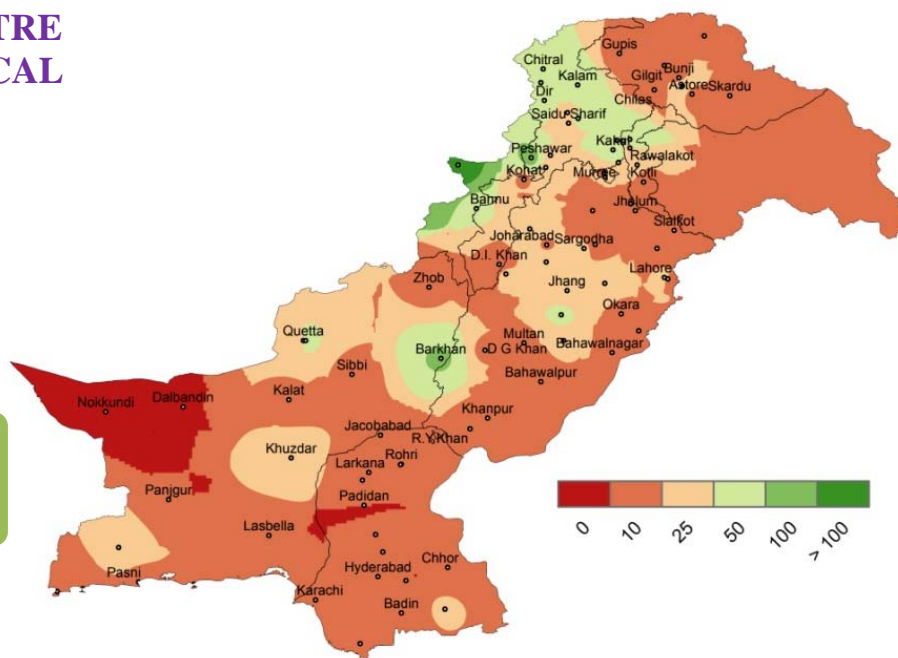 TRE
CAL
Gupis
Chitral
Bunji
Kalam
Gilgit
Astore Skardu
Dir
Chilas
Saidu Sharif
Kakul
Peshawar
Rawalakot
Kohat
Murree
Kotli
Bannu
Jhelum
Sialkot
Joharabad
Sargodha
D.I. Khan
Lahore
Zhob
Jhang
Okara
Quetta
Multan
Barkhan
D G Khan
Bahawalnagar
Sibbi
Bahawalpur
Dalbandin
Kalat
Nokkundi
Khanpur
Jacobabad
R.Y.Khan
Khuzdar
Rohri
Larkana
Panjgur
Padidan
0 10 25 50 100 > 100
Lasbella
Chhor
Hyderabad
Pasni
Karachi
Badin